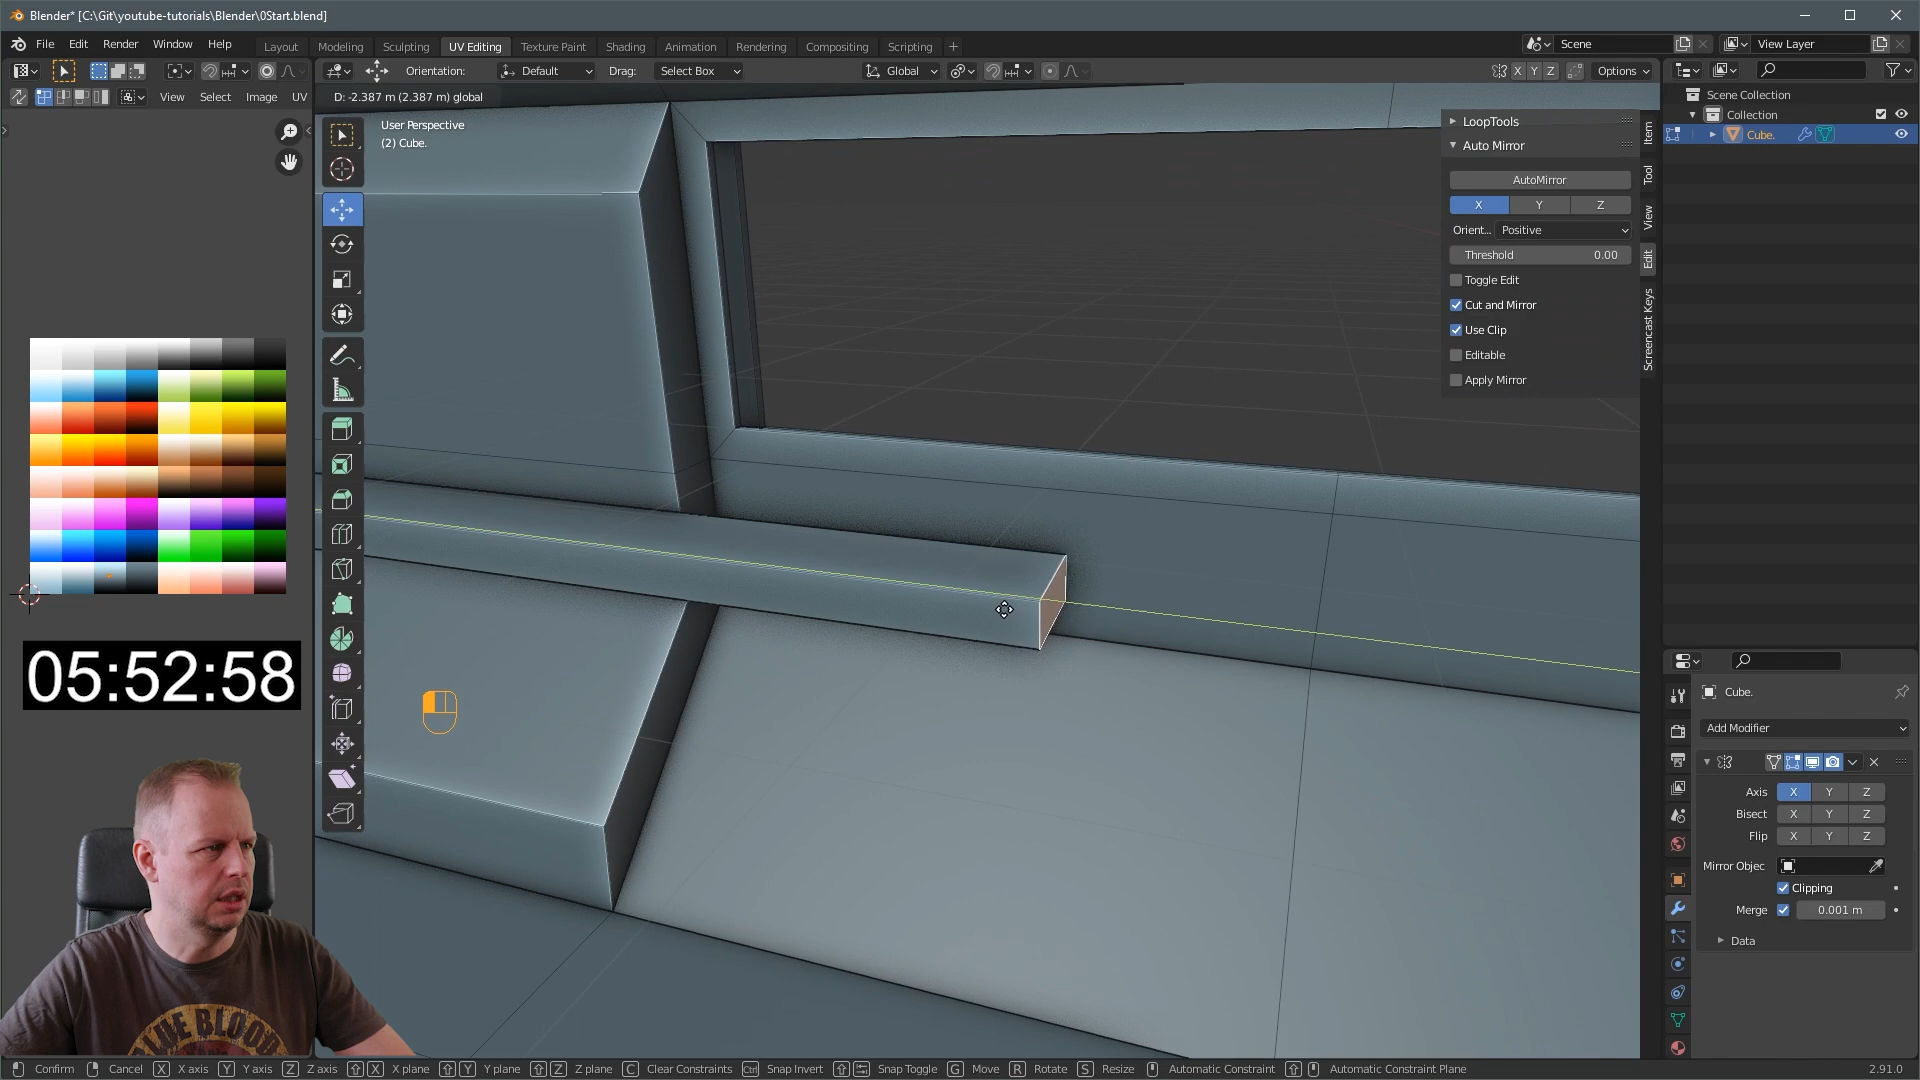 Blender* [C:\Git\youtube-tutorials\Blender\0Start.blend]
File Edit Render Window Help
Layout Modeling Sculpting UV Editing Texture Paint Shading Animation Rendering Compositing Scripting +
Scene
View Layer
Orientation: Default Drag: Select Box
Global
X Y Z
Options
View Select Image UV
D: -2.387 m (2.387 m) global
User Perspective
(2) Cube.
LoopTools
Auto Mirror
AutoMirror
X Y Z
Orient... Positive
Threshold 0.00
Toggle Edit
Cut and Mirror
Use Clip
Editable
Apply Mirror
Item
Tool
View
Edit
Screencast Keys
Scene Collection
Collection
Cube.
05:52:58
BLUE BLOOD
Cube.
Add Modifier
Axis X Y Z
Bisect X Y Z
Flip X Y Z
Mirror Objec
Clipping
Merge 0.001 m
Data
Confirm Cancel X X axis Y Y axis Z Z axis X X plane Y Y plane Z Z plane C Clear Constraints Ctrl Snap Invert Snap Toggle G Move R Rotate S Resize Automatic Constraint Automatic Constraint Plane
2.91.0